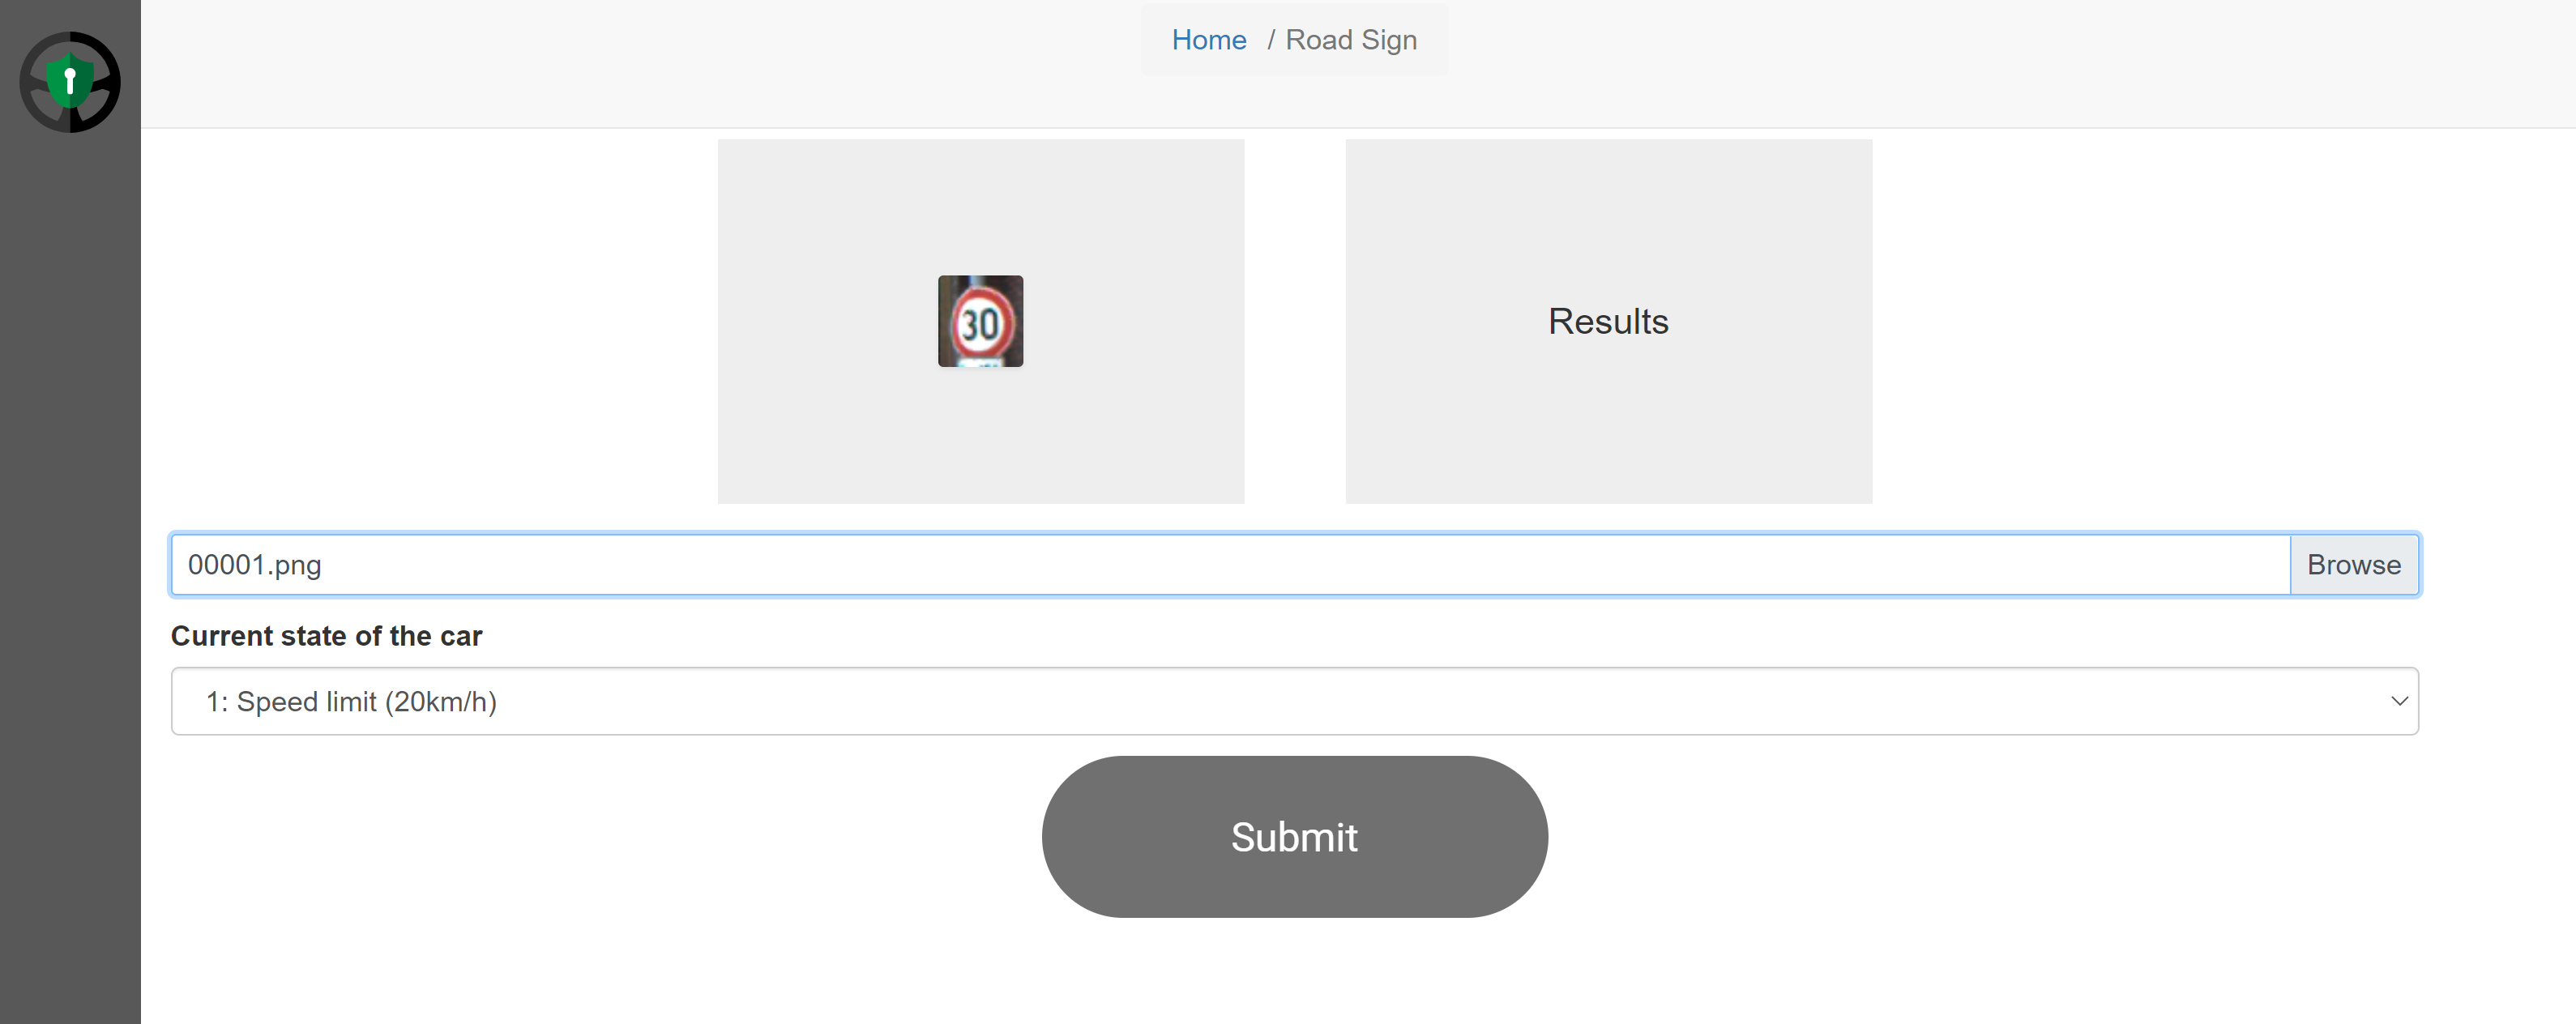 Home / Road Sign
30
Results
00001.png
Browse
Current state of the car
1: Speed limit (20km/h)
Submit